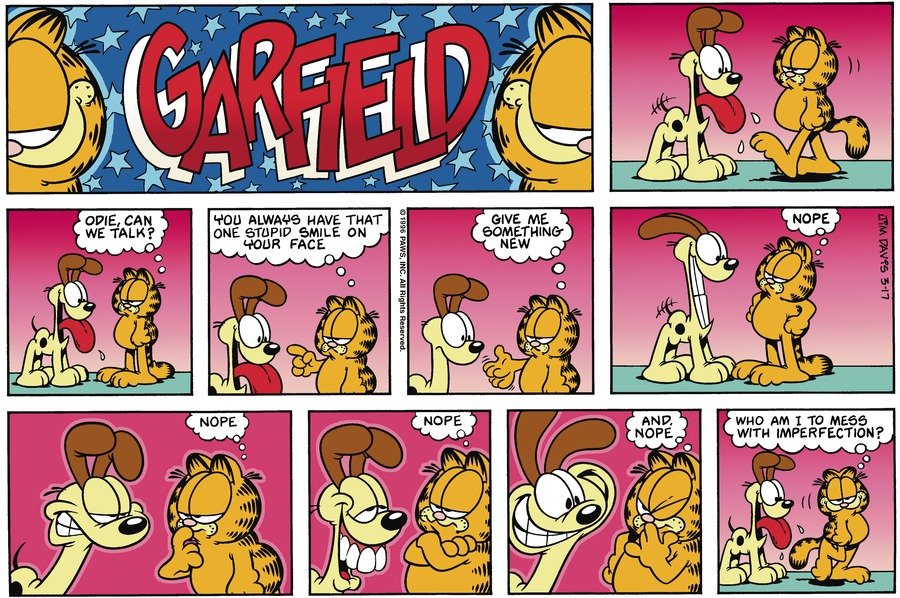 GARFIELD
ODIE, CAN
WE TALK?
YOU ALWAYS HAVE THAT
ONE STUPID SMILE ON
YOUR FACE
© 1996 PAWS, INC. All Rights Reserved.
GIVE ME
SOMETHING
NEW
NOPE
JIM DAVIS 3-17
NOPE
NOPE
AND,
NOPE
WHO AM I TO MESS
WITH IMPERFECTION?